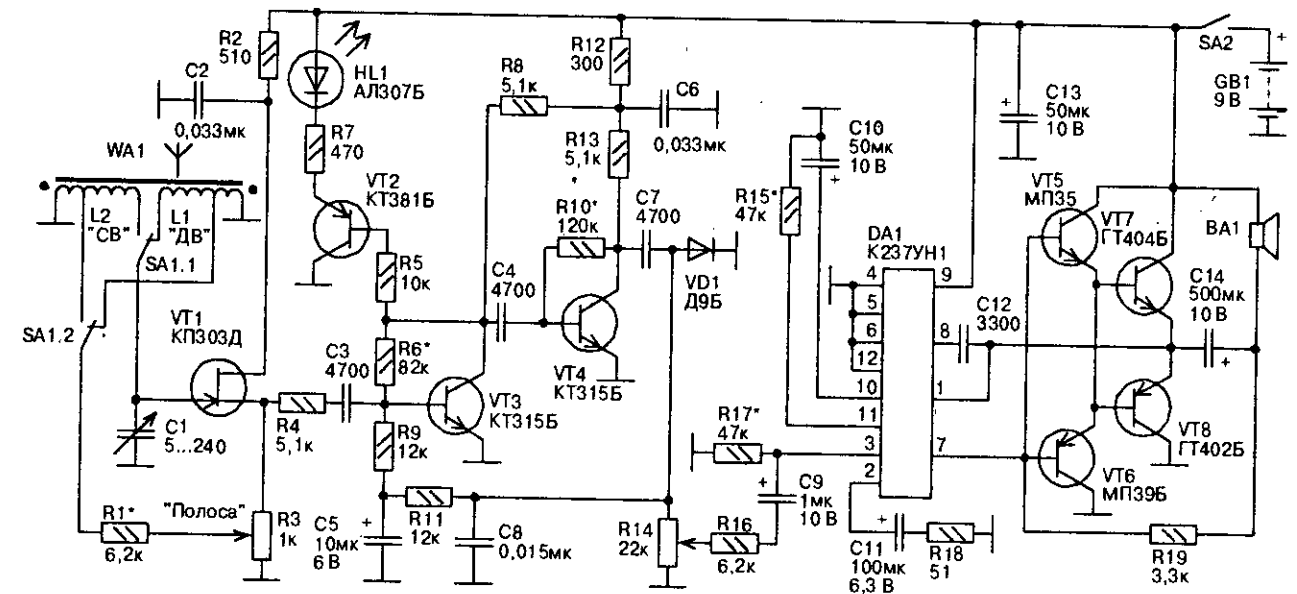 R2
510
C2
0,033мк
WA1
L2
"СВ"
L1
"ДВ"
SA1.1
SA1.2
VT1
КП303Д
C1
5...240
R1*
6,2к
"Полоса"
R3
1к
HL1
АЛ307Б
R7
470
VT2
КТ381Б
R5
10к
R6*
82к
C3
4700
R4
5,1к
R9
12к
C5
10мк
6 В
R11
12к
C8
0,015мк
R8
5,1к
R12
300
C6
0,033мк
R13
5,1к
R10*
120к
C7
4700
C4
4700
VT3
КТ315Б
VT4
КТ315Б
VD1
Д9Б
R14
22к
R16
6,2к
R17*
47к
C9
1мк
10 В
+
R15*
47к
C10
50мк
10 В
+
DA1
К237УН1
4
5
6
12
10
11
3
2
9
8
1
7
C12
3300
C11
100мк
6,3 В
+
R18
51
C13
50мк
10 В
+
SA2
+
GB1
9 В
VT5
МП35
VT7
ГТ404Б
BA1
C14
500мк
10 В
+
VT8
ГТ402Б
VT6
МП39Б
R19
3,3к
+